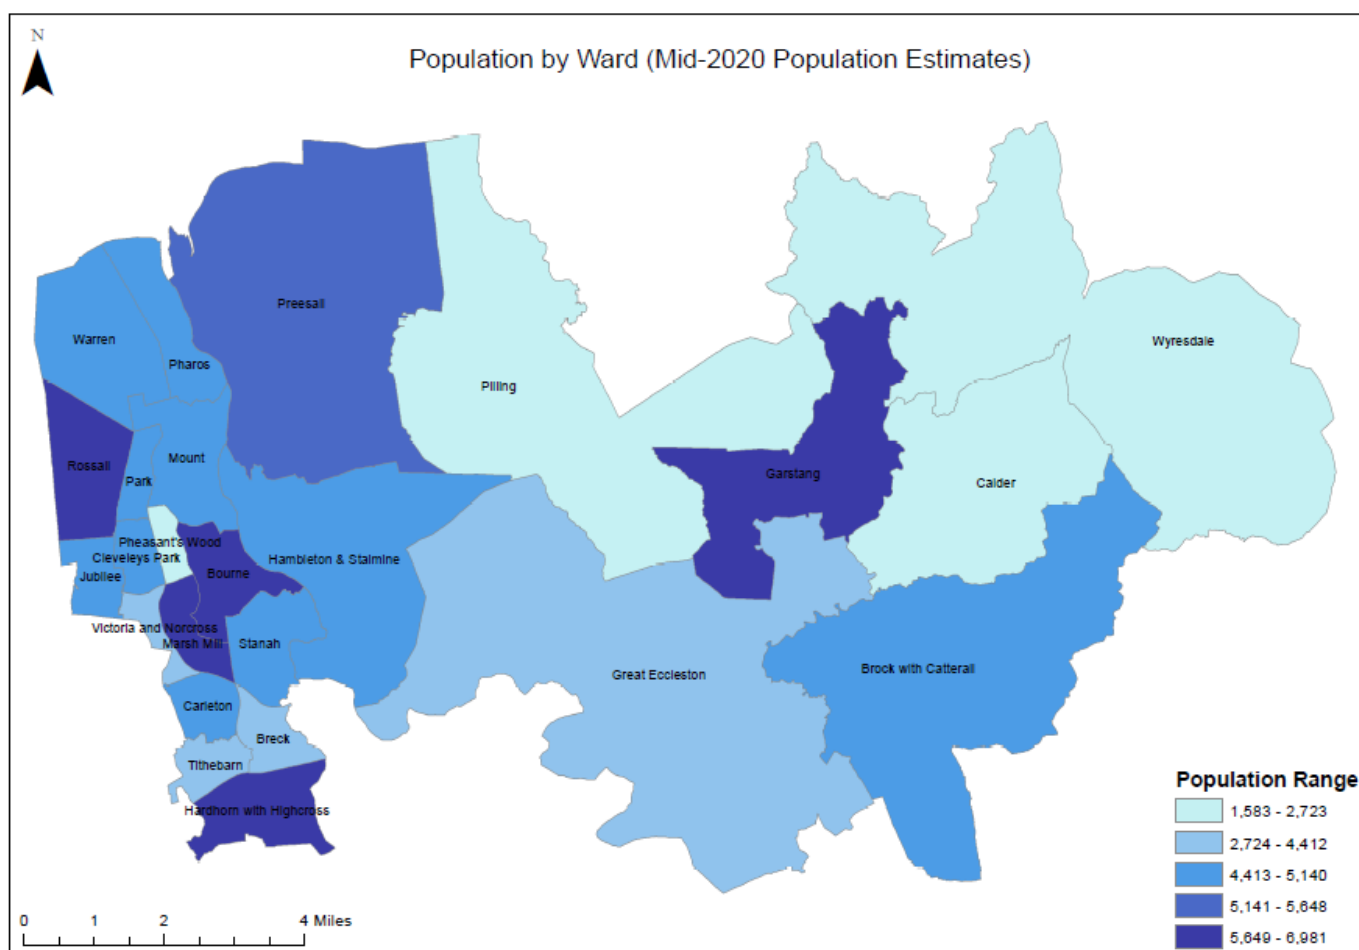 N
Population by Ward (Mid-2020 Population Estimates)
Preesall
Warren
Wyresdale
Pharos
Pilling
Mount
Rossall
Garstang
Park
Calder
Pheasant's Wood
Cleveleys Park
Hambleton & Stalmine
Jubilee
Bourne
Victoria and Norcross
Marsh Mill
Stanah
Brock with Catterall
Great Eccleston
Carleton
Breck
Tithebarn
Hardhorn with Highcross
Population Range
1,583 - 2,723
2,724 - 4,412
4,413 - 5,140
5,141 - 5,648
5,649 - 6,981
0 1 2 4 Miles